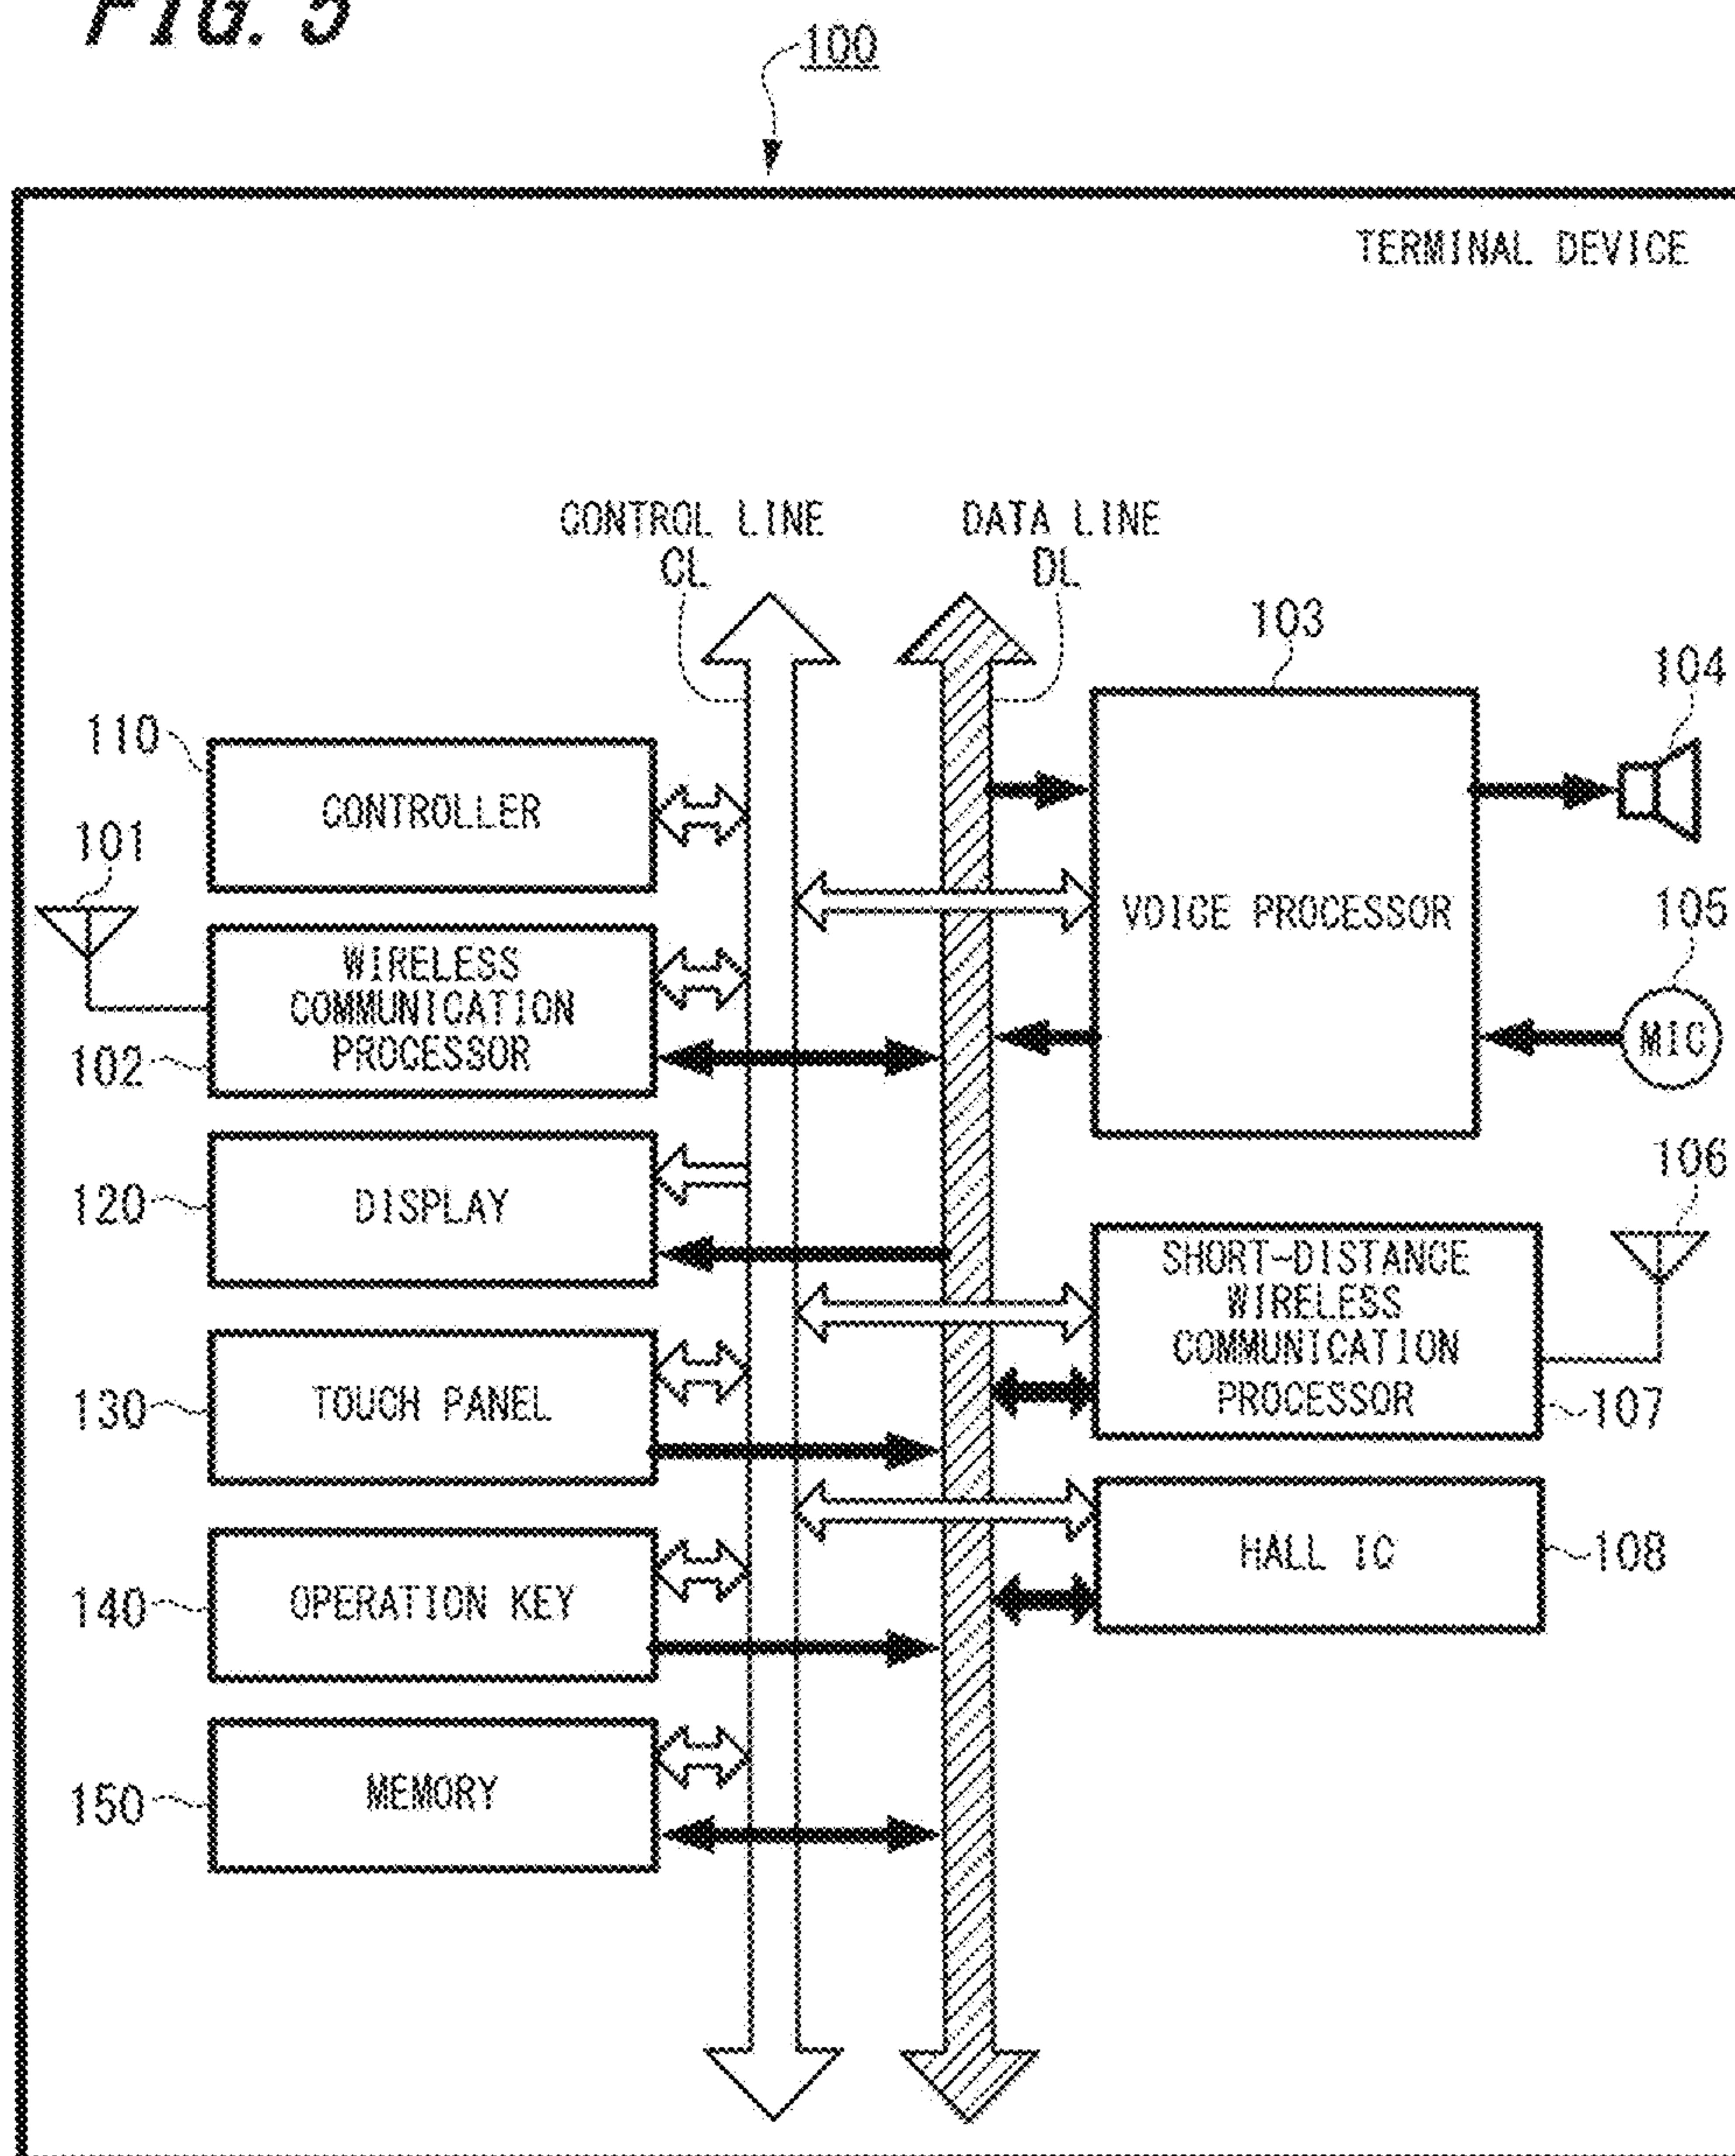 FIG. 5
100
TERMINAL DEVICE
CONTROL LINE
CL
DATA LINE
DL
103
104
110
CONTROLLER
101
VOICE PROCESSOR
105
WIRELESS
COMMUNICATION
PROCESSOR
102
MIC
106
120
DISPLAY
SHORT-DISTANCE
WIRELESS
COMMUNICATION
PROCESSOR
107
130
TOUCH PANEL
HALL IC
108
140
OPERATION KEY
150
MEMORY